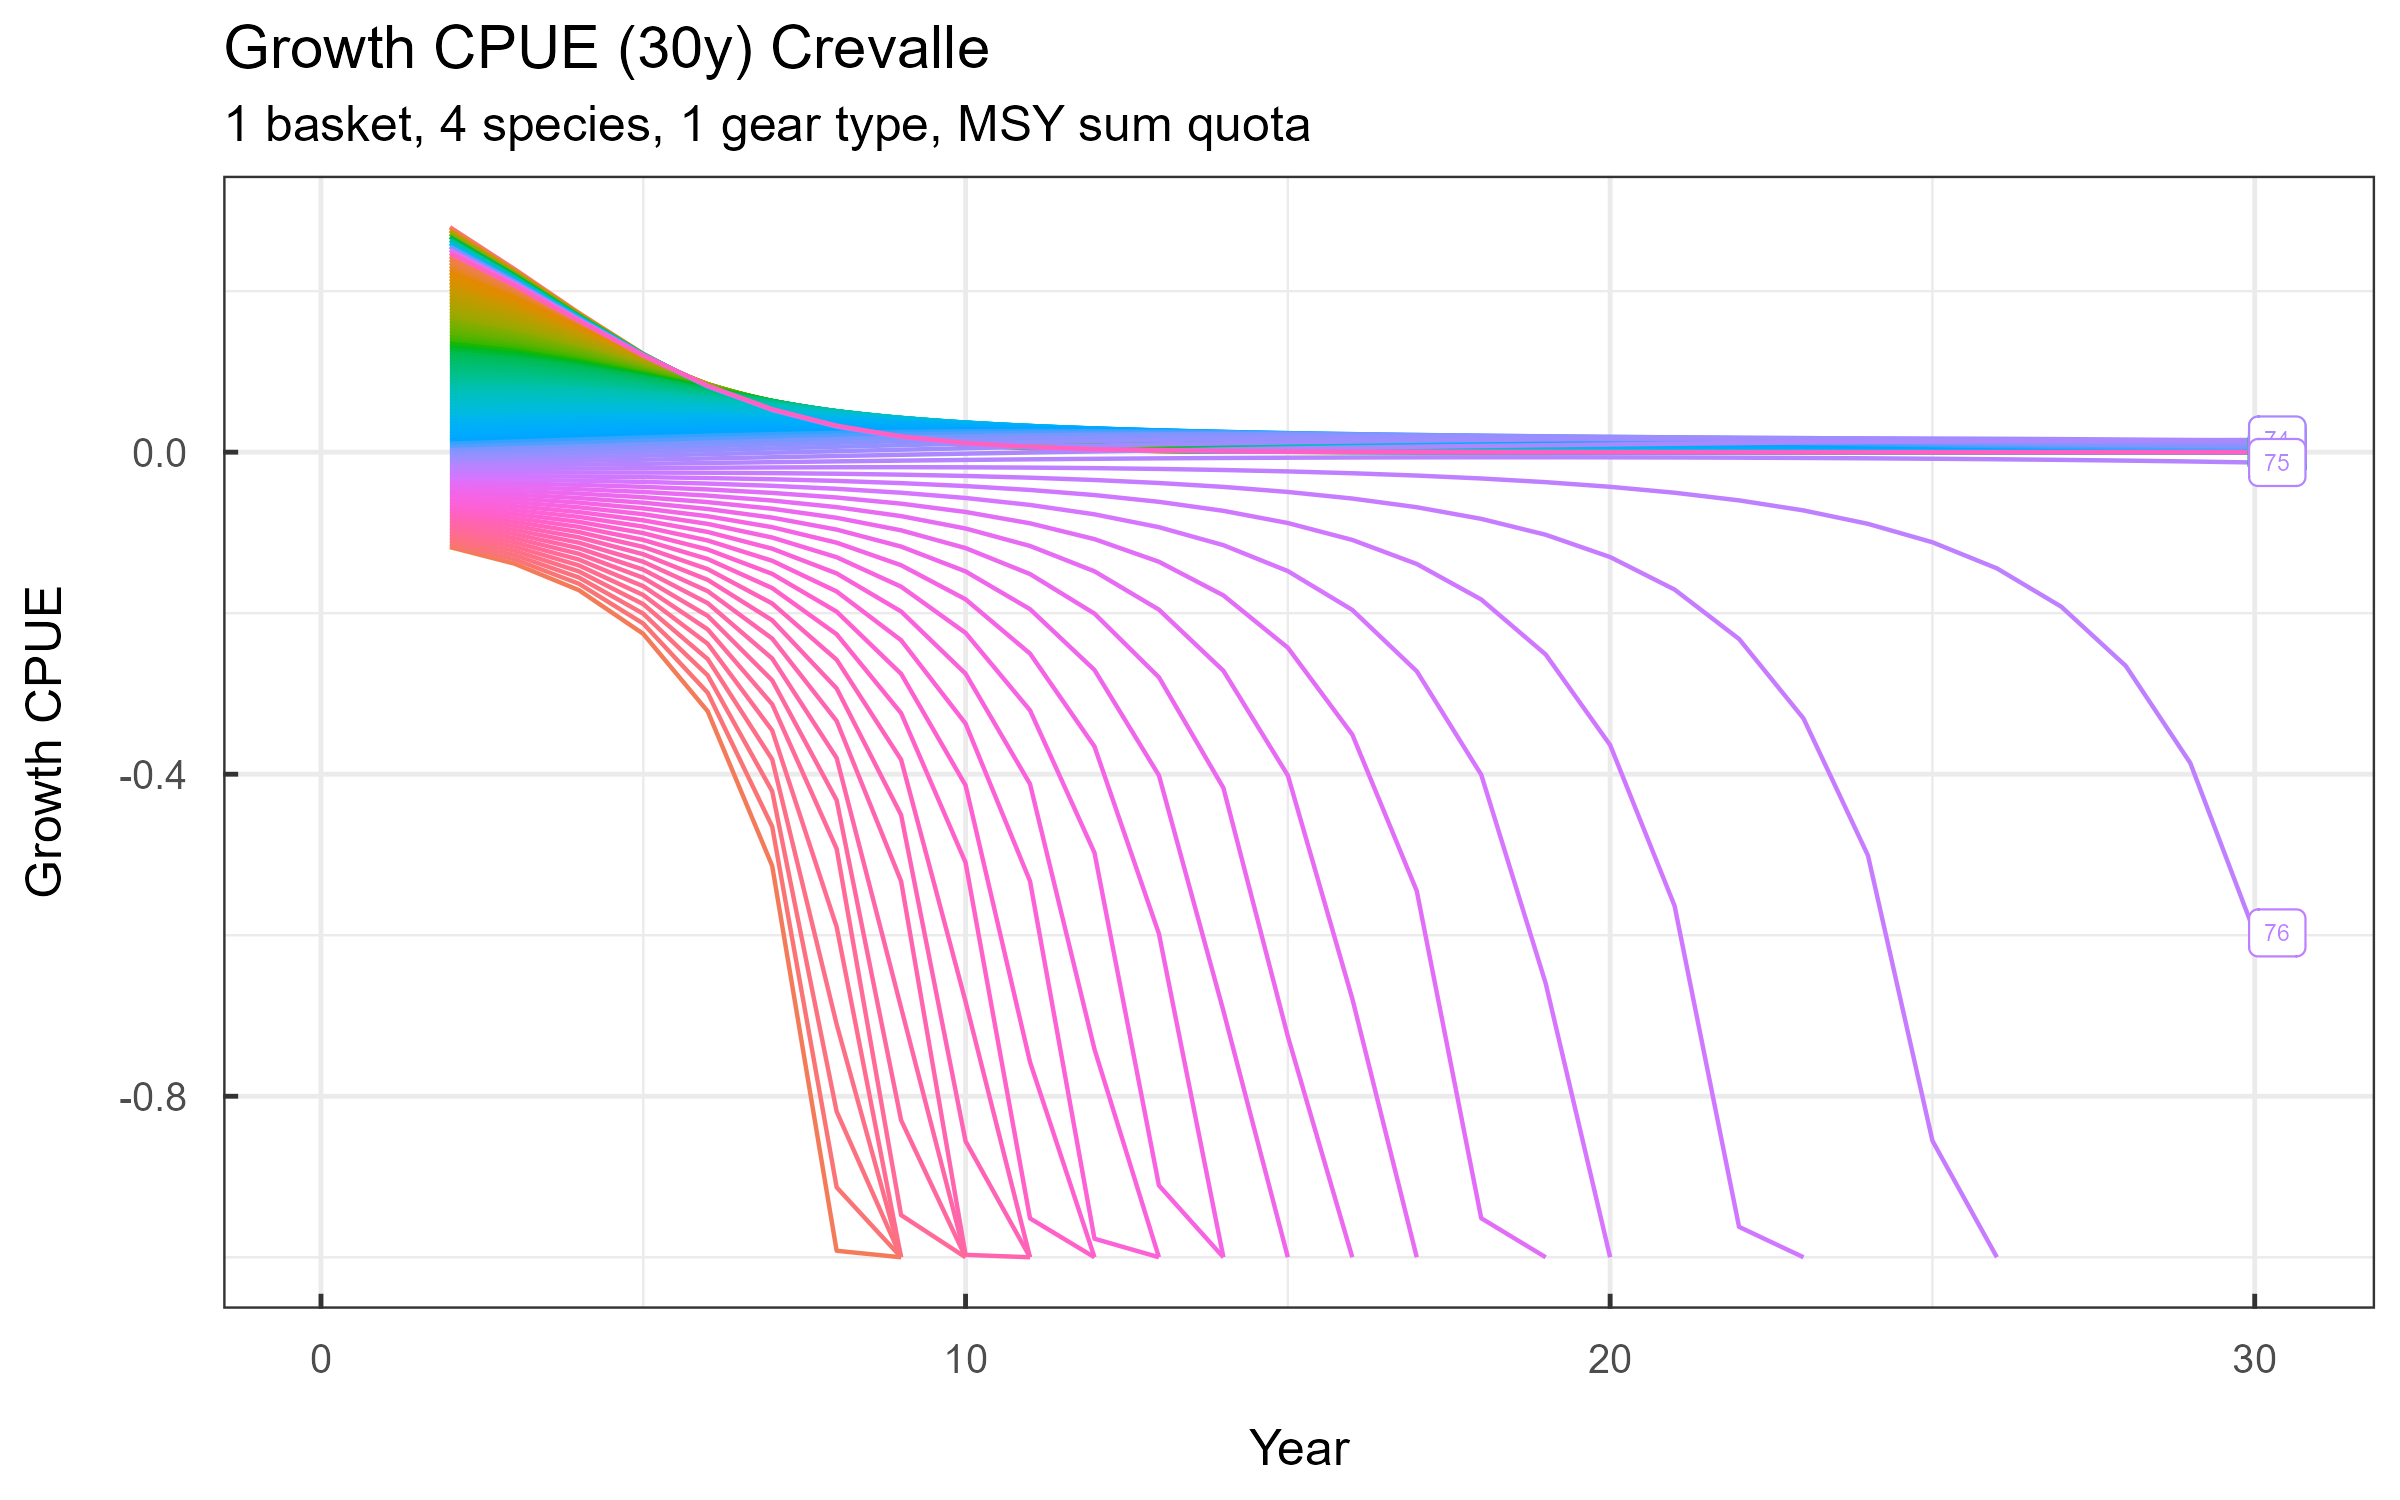 Growth CPUE (30y) Crevalle
1 basket, 4 species, 1 gear type, MSY sum quota
Growth CPUE
0.0
-0.4
-0.8
74
75
76
0 10 20 30
Year